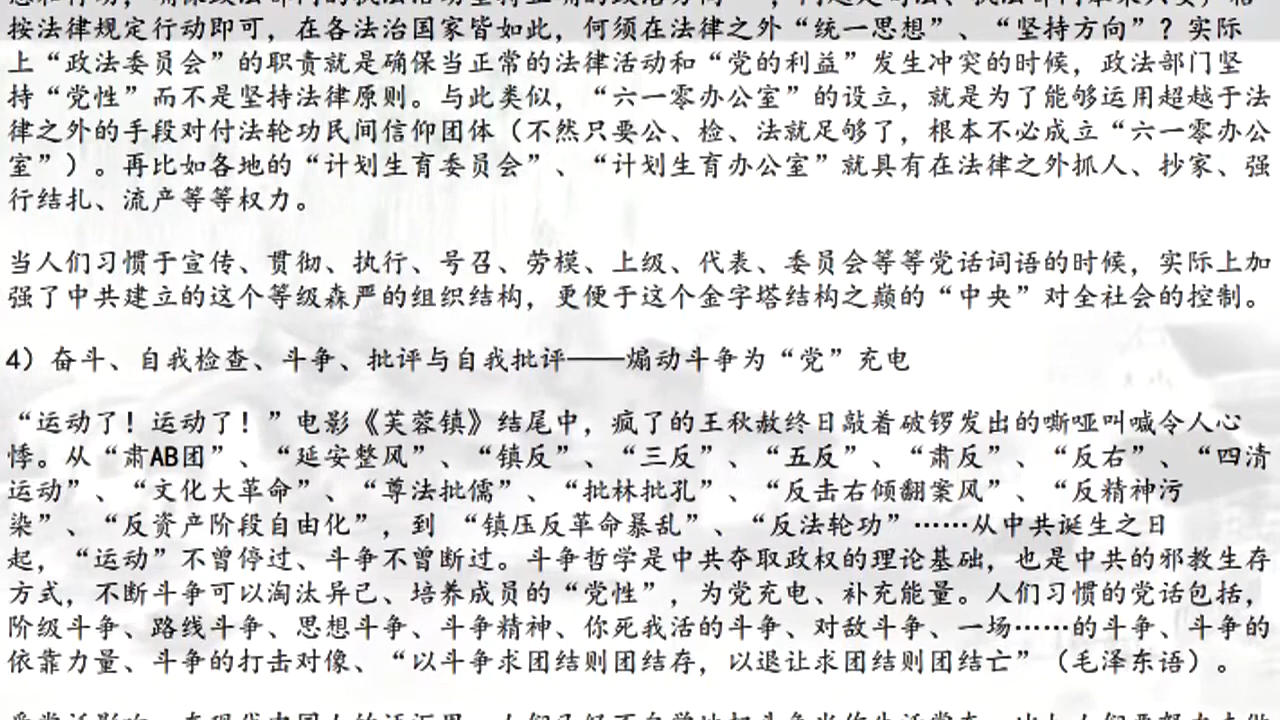 按法律规定行动即可，在各法治国家皆如此，何须在法律之外“统一思想”、“坚持方向”？实际
上“政法委员会”的职责就是确保当正常的法律活动和“党的利益”发生冲突的时候，政法部门坚
持“党性”而不是坚持法律原则。与此类似，“六一零办公室”的设立，就是为了能够运用超越于法
律之外的手段对付法轮功民间信仰团体（不然只要公、检、法就足够了，根本不必成立“六一零办公
室”）。再比如各地的“计划生育委员会”、“计划生育办公室”就具有在法律之外抓人、抄家、强
行结扎、流产等等权力。
当人们习惯于宣传、贯彻、执行、号召、劳模、上级、代表、委员会等等党话词语的时候，实际上加
强了中共建立的这个等级森严的组织结构，更便于这个金字塔结构之巅的“中央”对全社会的控制。
4）奋斗、自我检查、斗争、批评与自我批评——煽动斗争为“党”充电
“运动了！运动了！”电影《芙蓉镇》结尾中，疯了的王秋赦终日敲着破锣发出的嘶哑叫喊令人心
悸。从“肃AB团”、“延安整风”、“镇反”、“三反”、“五反”、“肃反”、“反右”、“四清
运动”、“文化大革命”、“尊法批儒”、“批林批孔”、“反击右倾翻案风”、“反精神污
染”、“反资产阶段自由化”，到 “镇压反革命暴乱”、“反法轮功”……从中共诞生之日
起，“运动”不曾停过、斗争不曾断过。斗争哲学是中共夺取政权的理论基础，也是中共的邪教生存
方式，不断斗争可以淘汰异己、培养成员的“党性”，为党充电、补充能量。人们习惯的党话包括，
阶级斗争、路线斗争、思想斗争、斗争精神、你死我活的斗争、对敌斗争、一场……的斗争、斗争的
依靠力量、斗争的打击对像、“以斗争求团结则团结存，以退让求团结则团结亡”（毛泽东语）。